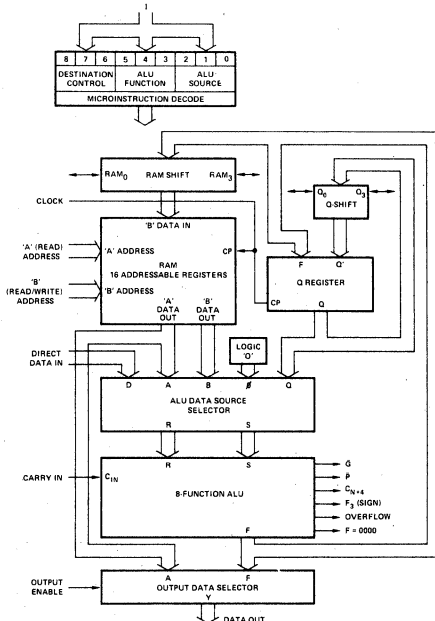 I
8 7 6 5 4 3 2 1 0
DESTINATION CONTROL
ALU FUNCTION
ALU SOURCE
MICROINSTRUCTION DECODE
RAM0 RAM SHIFT RAM3
Q0 Q3
Q-SHIFT
CLOCK
'B' DATA IN
'A' (READ) ADDRESS
'A' ADDRESS
CP
RAM
16 ADDRESSABLE REGISTERS
'B' (READ/WRITE) ADDRESS
'B' ADDRESS
'A' DATA OUT
'B' DATA OUT
F Q'
Q REGISTER
CP Q
LOGIC '0'
DIRECT DATA IN
D A B Ø Q
ALU DATA SOURCE SELECTOR
R S
CARRY IN
CIN
R S
8-FUNCTION ALU
F
G̅
P̅
CN+4
F3 (SIGN)
OVERFLOW
F = 0000
OUTPUT ENABLE
A F
OUTPUT DATA SELECTOR
Y
DATA OUT